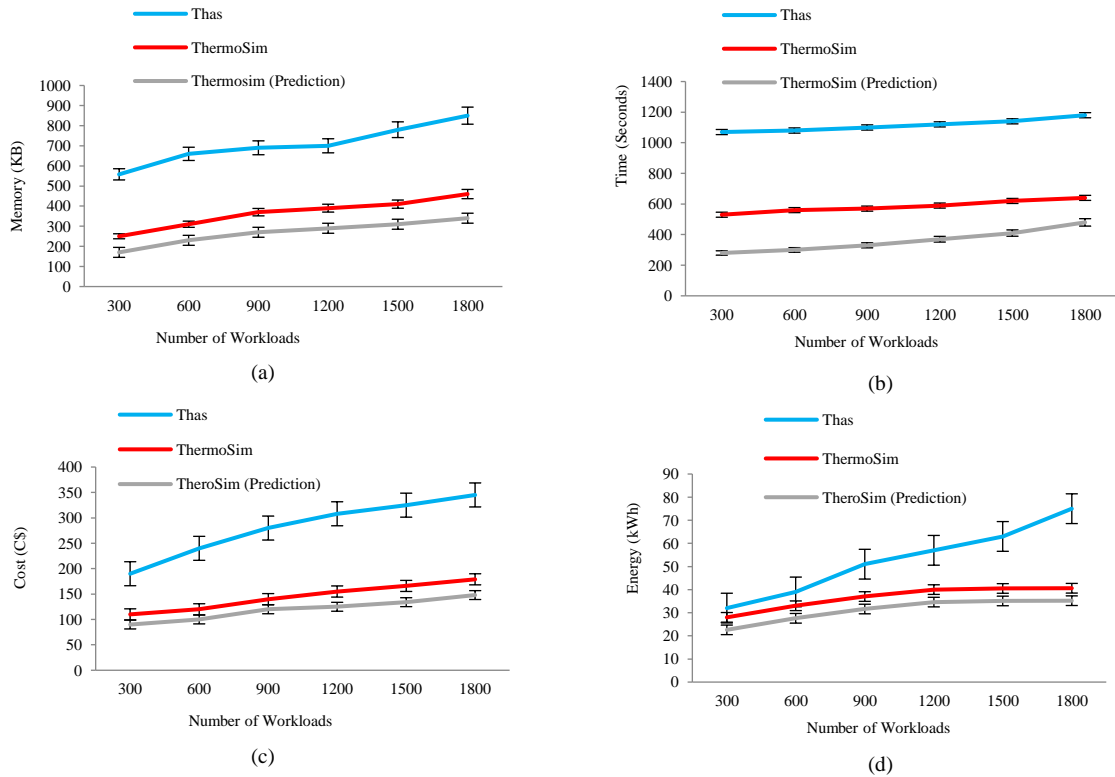 Thas
ThermoSim
Thermosim (Prediction)
1000
900
800
700
600
500
400
300
200
100
0
Memory (KB)
300 600 900 1200 1500 1800
Number of Workloads
(a)
Thas
ThermoSim
ThermoSim (Prediction)
1400
1200
1000
800
600
400
200
0
Time (Seconds)
300 600 900 1200 1500 1800
Number of Workloads
(b)
Thas
ThermoSim
TheroSim (Prediction)
400
350
300
250
200
150
100
50
0
Cost (C$)
300 600 900 1200 1500 1800
Number of Workloads
(c)
Thas
ThermoSim
TheroSim (Prediction)
90
80
70
60
50
40
30
20
10
0
Energy (kWh)
300 600 900 1200 1500 1800
Number of Workloads
(d)